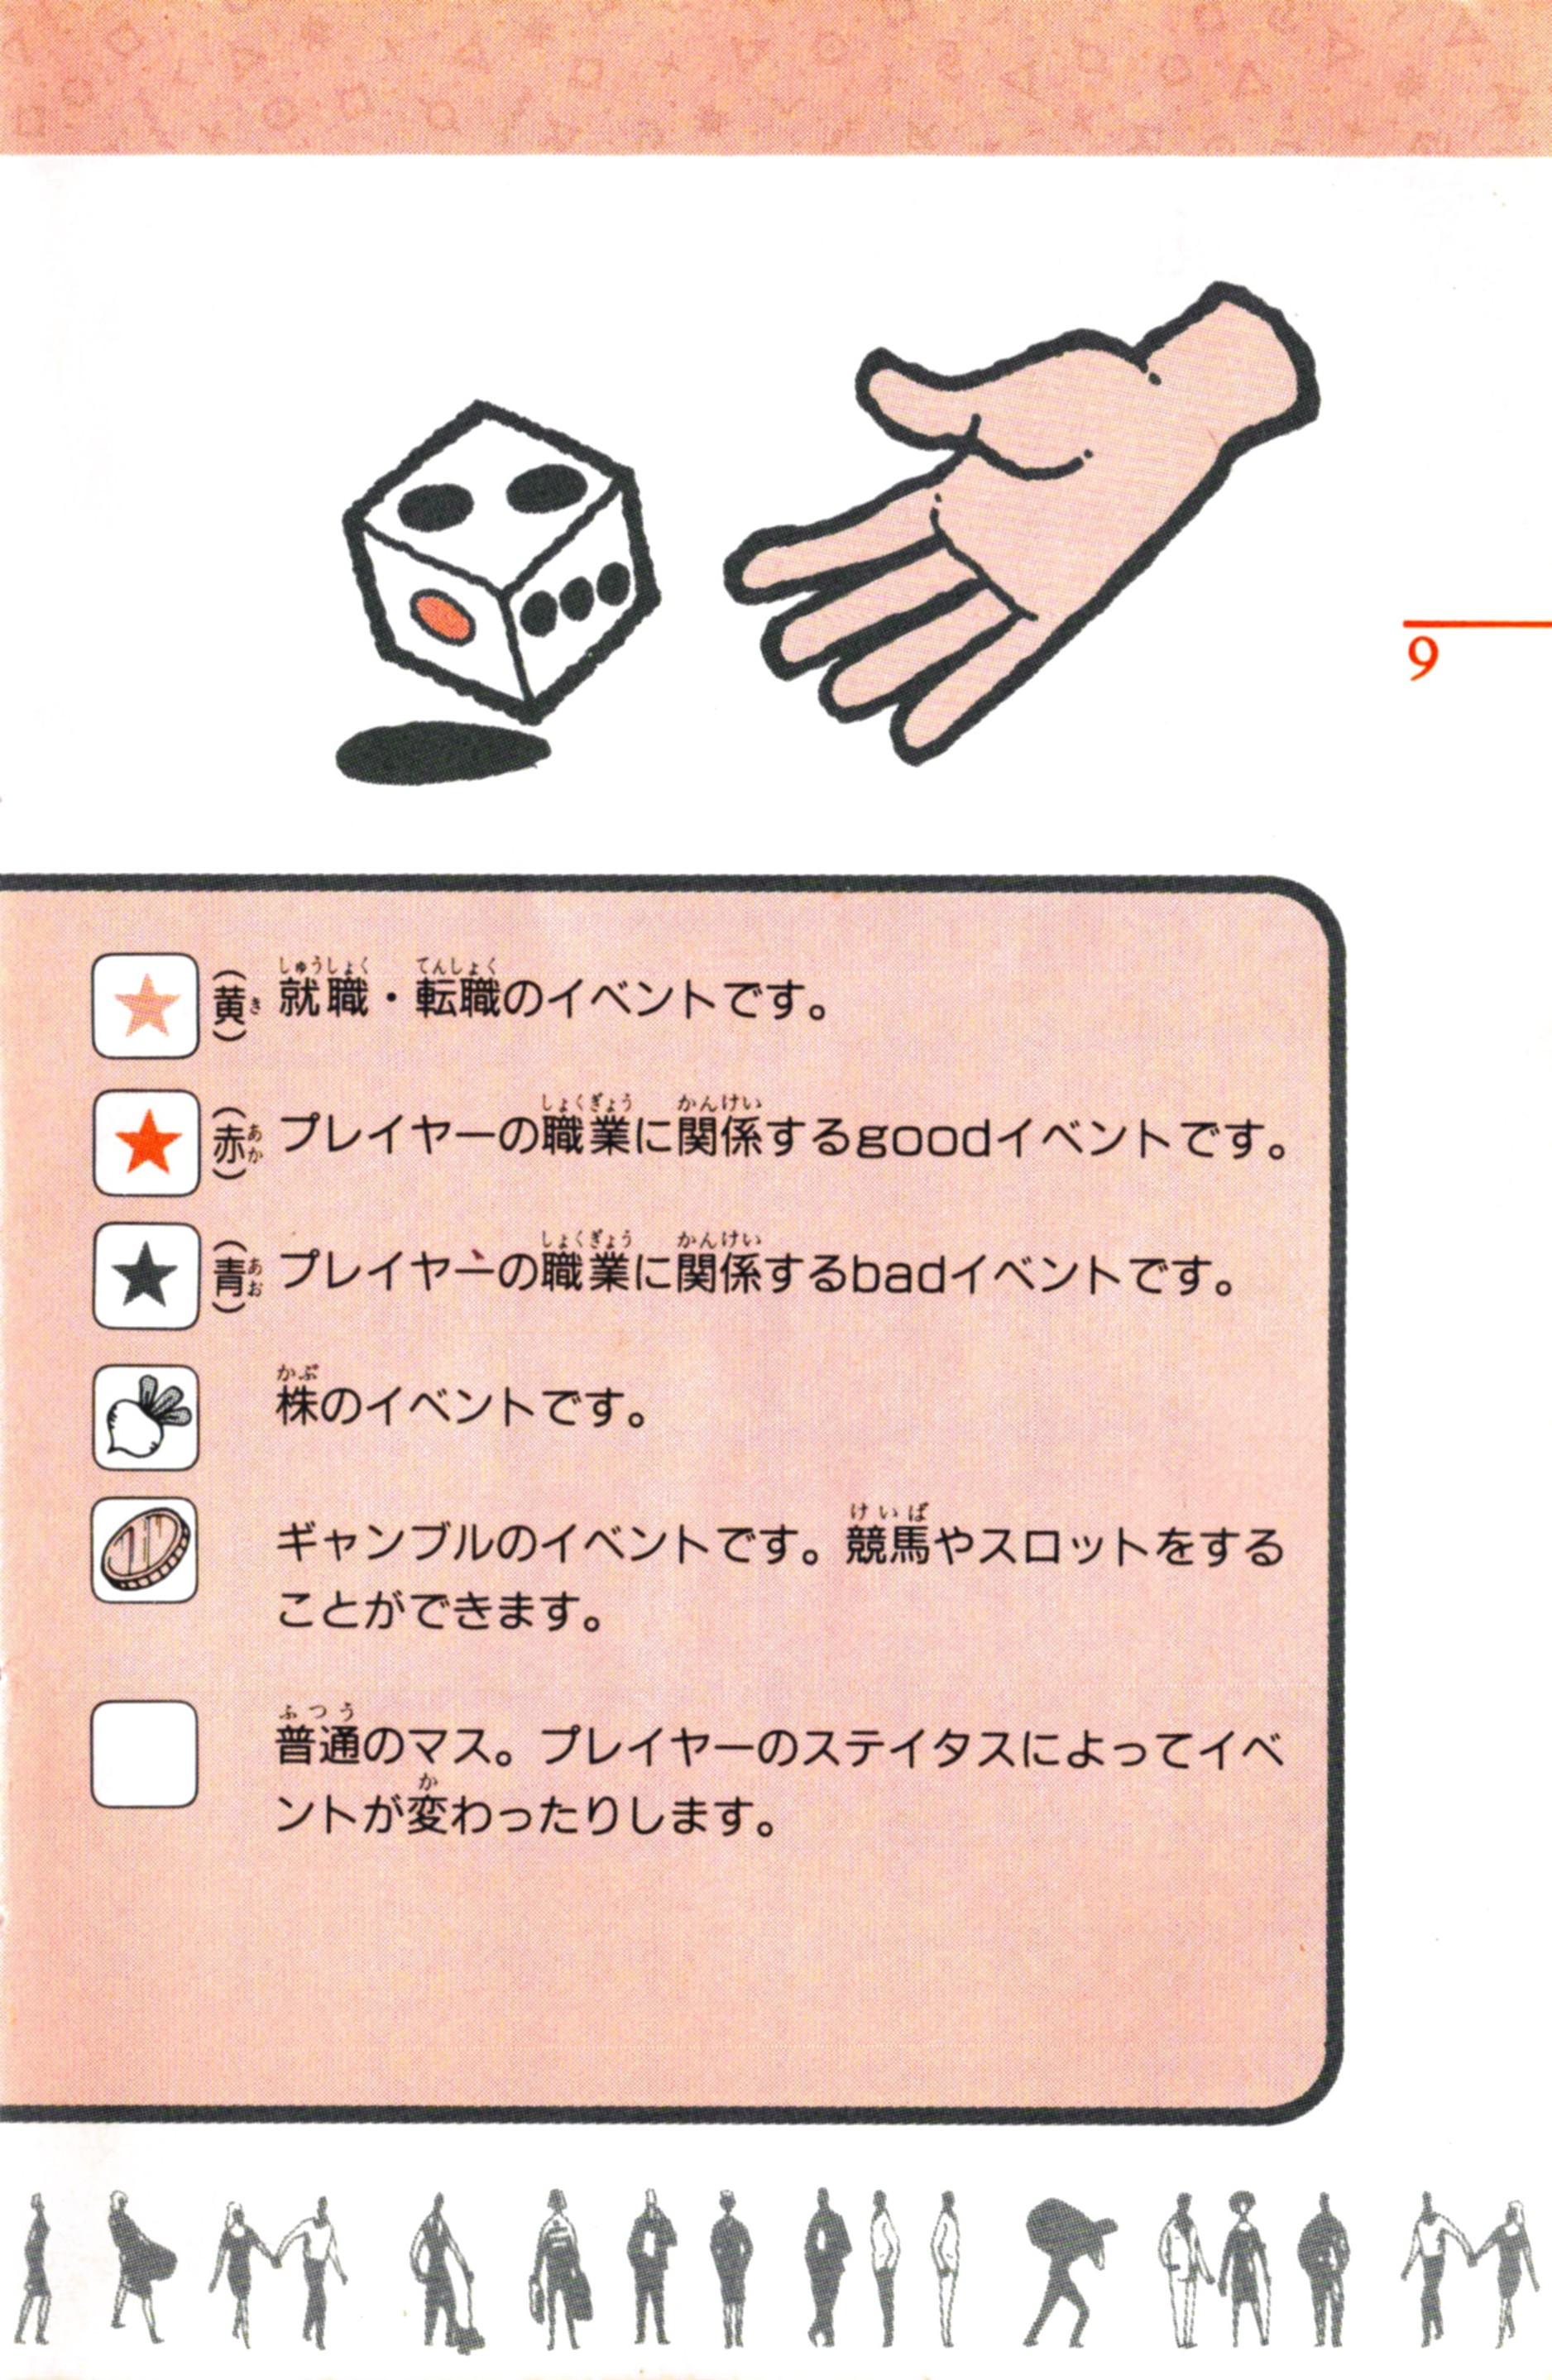 9
(黄) 就職・転職のイベントです。
(赤) プレイヤーの職業に関係するgoodイベントです。
(青) プレイヤーの職業に関係するbadイベントです。
株のイベントです。
ギャンブルのイベントです。競馬やスロットをする
ことができます。
普通のマス。プレイヤーのステイタスによってイベ
ントが変わったりします。